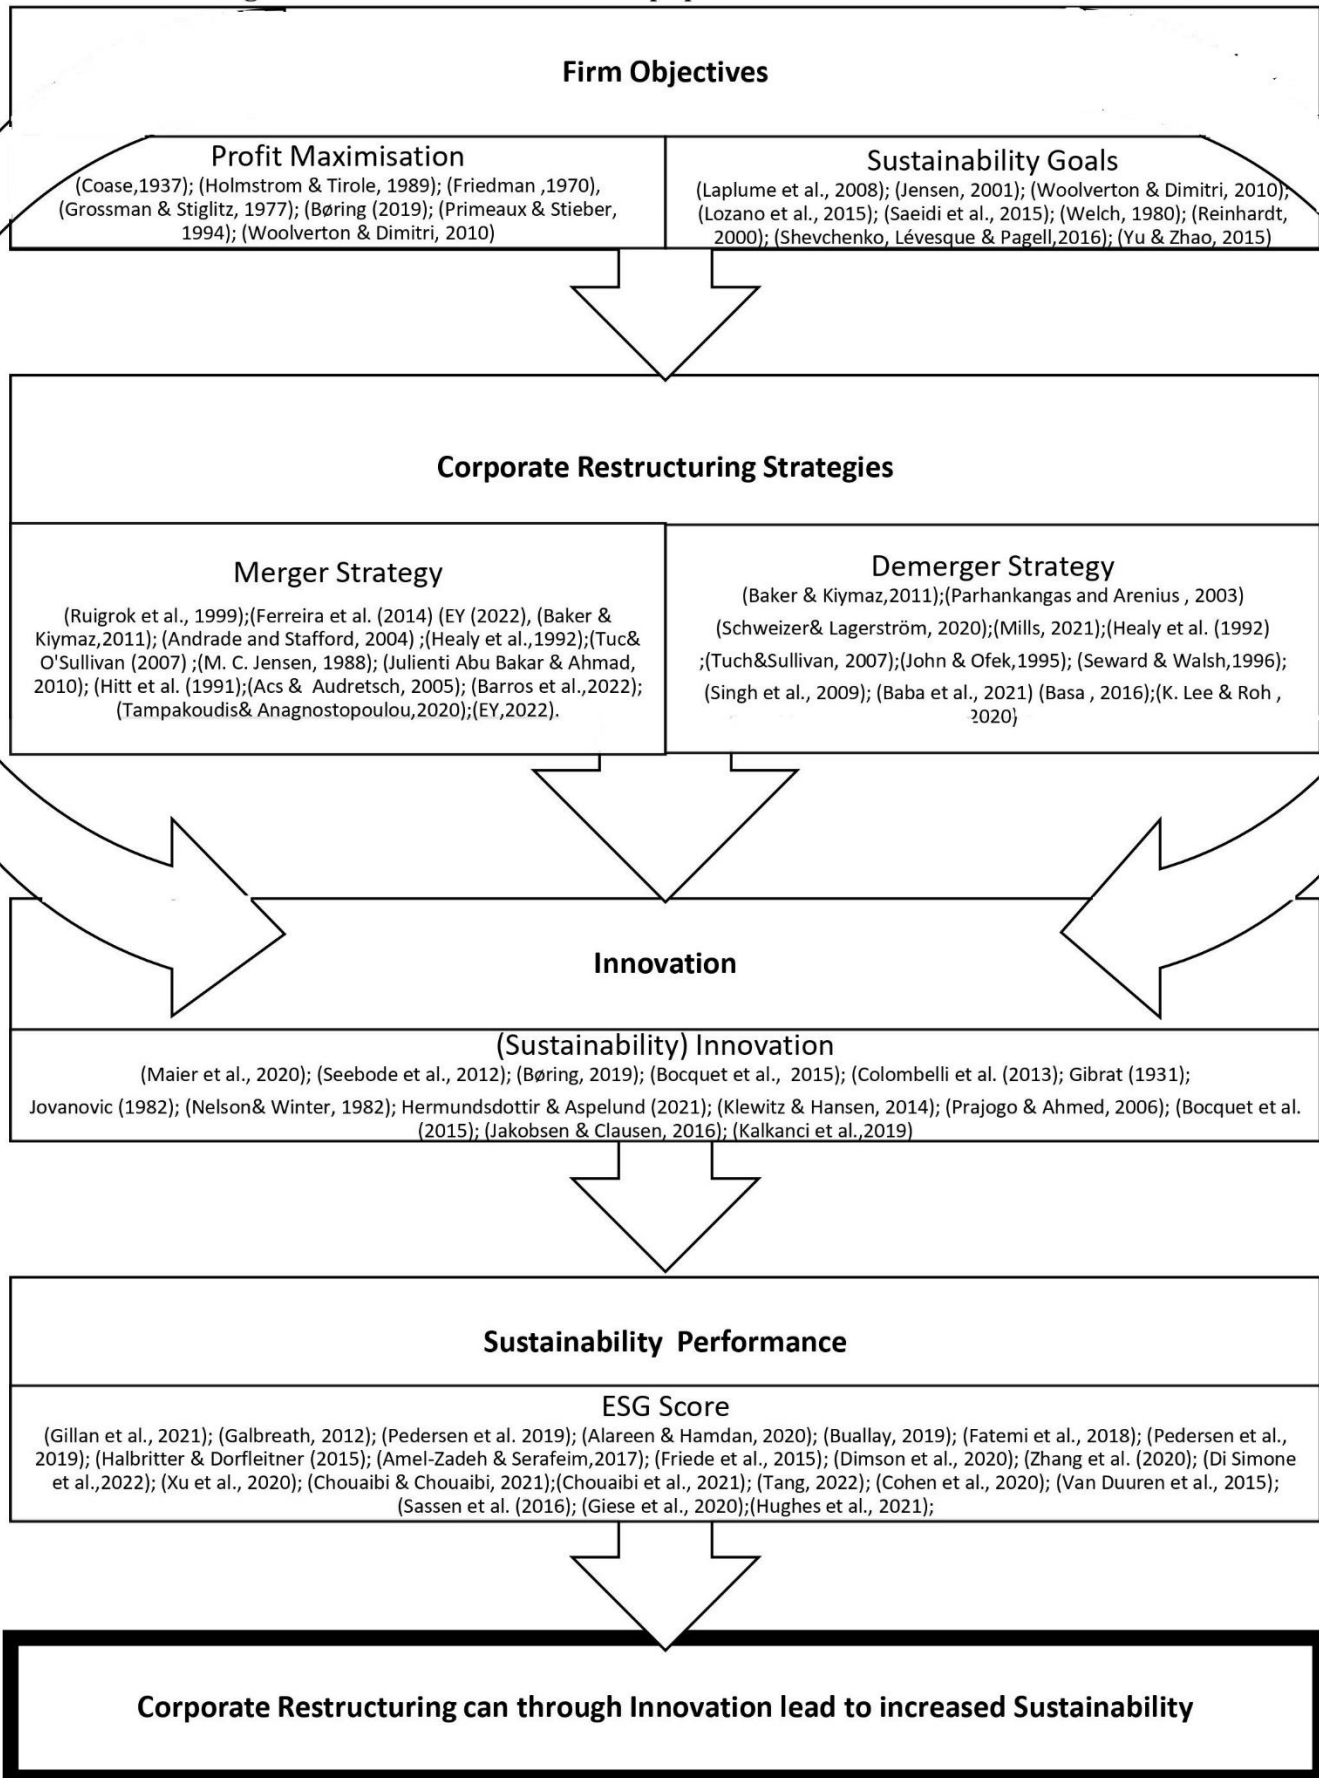 Firm Objectives
Profit Maximisation
(Coase,1937); (Holmstrom & Tirole, 1989); (Friedman ,1970),
(Grossman & Stiglitz, 1977); (Børing (2019); (Primeaux & Stieber,
1994); (Woolverton & Dimitri, 2010)
Sustainability Goals
(Laplume et al., 2008); (Jensen, 2001); (Woolverton & Dimitri, 2010);
(Lozano et al., 2015); (Saeidi et al., 2015); (Welch, 1980); (Reinhardt,
2000); (Shevchenko, Lévesque & Pagell,2016); (Yu & Zhao, 2015)
Corporate Restructuring Strategies
Merger Strategy
(Ruigrok et al., 1999);(Ferreira et al. (2014) (EY (2022), (Baker &
Kiymaz,2011); (Andrade and Stafford, 2004) ;(Healy et al.,1992);(Tuc&
O'Sullivan (2007) ;(M. C. Jensen, 1988); (Julienti Abu Bakar & Ahmad,
2010); (Hitt et al. (1991);(Acs & Audretsch, 2005); (Barros et al.,2022);
(Tampakoudis& Anagnostopoulou,2020);(EY,2022).
Demerger Strategy
(Baker & Kiymaz,2011);(Parhankangas and Arenius , 2003)
(Schweizer& Lagerström, 2020);(Mills, 2021);(Healy et al. (1992)
;(Tuch&Sullivan, 2007);(John & Ofek,1995); (Seward & Walsh,1996);
(Singh et al., 2009); (Baba et al., 2021) (Basa , 2016);(K. Lee & Roh ,
2020)
Innovation
(Sustainability) Innovation
(Maier et al., 2020); (Seebode et al., 2012); (Børing, 2019); (Bocquet et al., 2015); (Colombelli et al. (2013); Gibrat (1931);
Jovanovic (1982); (Nelson& Winter, 1982); Hermundsdottir & Aspelund (2021); (Klewitz & Hansen, 2014); (Prajogo & Ahmed, 2006); (Bocquet et al.
(2015); (Jakobsen & Clausen, 2016); (Kalkanci et al.,2019)
Sustainability Performance
ESG Score
(Gillan et al., 2021); (Galbreath, 2012); (Pedersen et al. 2019); (Alareen & Hamdan, 2020); (Buallay, 2019); (Fatemi et al., 2018); (Pedersen et al.,
2019); (Halbritter & Dorfleitner (2015); (Amel-Zadeh & Serafeim,2017); (Friede et al., 2015); (Dimson et al., 2020); (Zhang et al. (2020); (Di Simone
et al.,2022); (Xu et al., 2020); (Chouaibi & Chouaibi, 2021);(Chouaibi et al., 2021); (Tang, 2022); (Cohen et al., 2020); (Van Duuren et al., 2015);
(Sassen et al. (2016); (Giese et al., 2020);(Hughes et al., 2021);
Corporate Restructuring can through Innovation lead to increased Sustainability